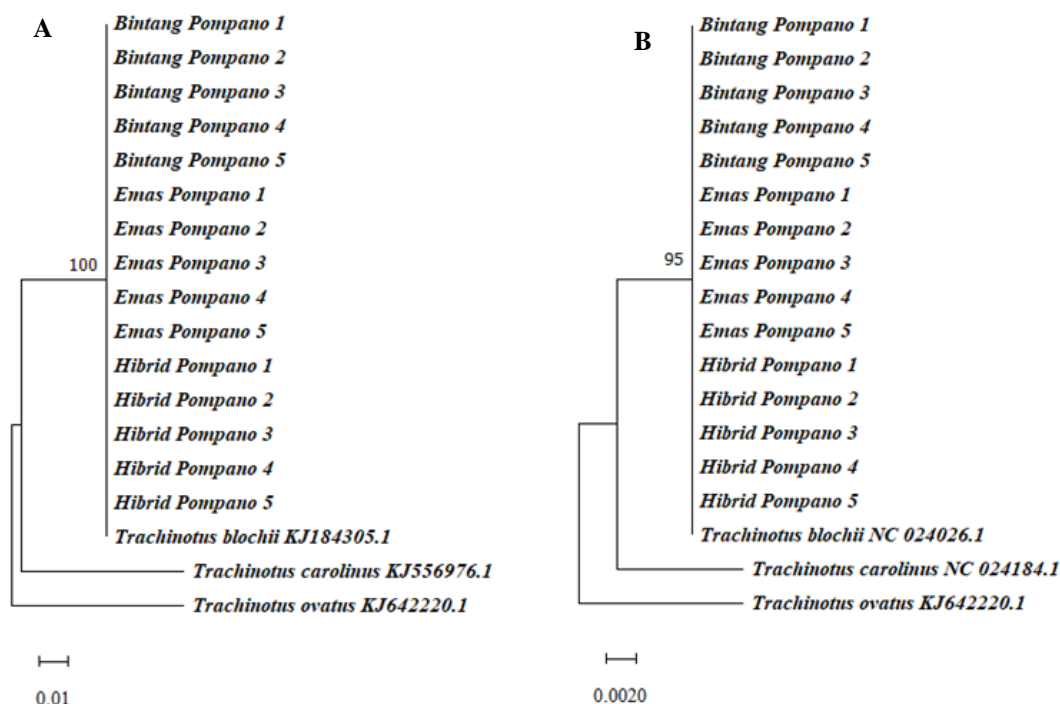 A
Bintang Pompano 1
Bintang Pompano 2
Bintang Pompano 3
Bintang Pompano 4
Bintang Pompano 5
Emas Pompano 1
Emas Pompano 2
100
Emas Pompano 3
Emas Pompano 4
Emas Pompano 5
Hibrid Pompano 1
Hibrid Pompano 2
Hibrid Pompano 3
Hibrid Pompano 4
Hibrid Pompano 5
Trachinotus blochii KJ184305.1
Trachinotus carolinus KJ556976.1
Trachinotus ovatus KJ642220.1
0.01
B
Bintang Pompano 1
Bintang Pompano 2
Bintang Pompano 3
Bintang Pompano 4
Bintang Pompano 5
Emas Pompano 1
Emas Pompano 2
95
Emas Pompano 3
Emas Pompano 4
Emas Pompano 5
Hibrid Pompano 1
Hibrid Pompano 2
Hibrid Pompano 3
Hibrid Pompano 4
Hibrid Pompano 5
Trachinotus blochii NC 024026.1
Trachinotus carolinus NC 024184.1
Trachinotus ovatus KJ642220.1
0.0020